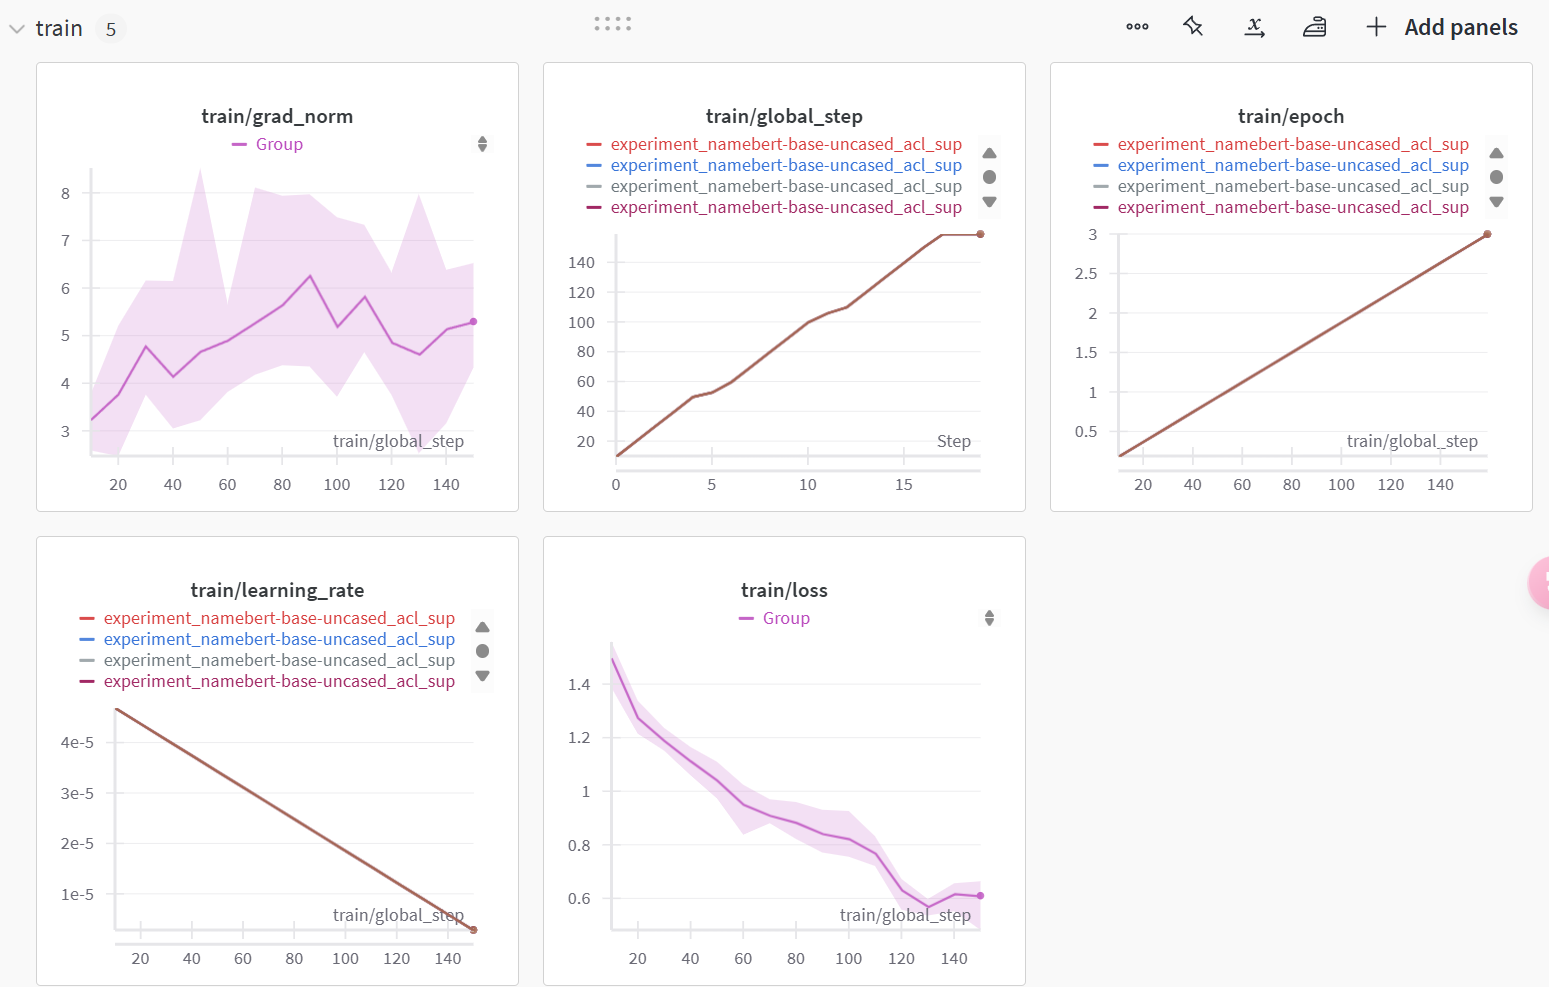 train 5
Add panels
train/grad_norm
Group
8
7
6
5
4
3
train/global_step
20 40 60 80 100 120 140
train/global_step
experiment_namebert-base-uncased_acl_sup
experiment_namebert-base-uncased_acl_sup
experiment_namebert-base-uncased_acl_sup
experiment_namebert-base-uncased_acl_sup
140
120
100
80
60
40
20
Step
0 5 10 15
train/epoch
experiment_namebert-base-uncased_acl_sup
experiment_namebert-base-uncased_acl_sup
experiment_namebert-base-uncased_acl_sup
experiment_namebert-base-uncased_acl_sup
3
2.5
2
1.5
1
0.5
train/global_step
20 40 60 80 100 120 140
train/learning_rate
experiment_namebert-base-uncased_acl_sup
experiment_namebert-base-uncased_acl_sup
experiment_namebert-base-uncased_acl_sup
experiment_namebert-base-uncased_acl_sup
4e-5
3e-5
2e-5
1e-5
train/global_step
20 40 60 80 100 120 140
train/loss
Group
1.4
1.2
1
0.8
0.6
train/global_step
20 40 60 80 100 120 140